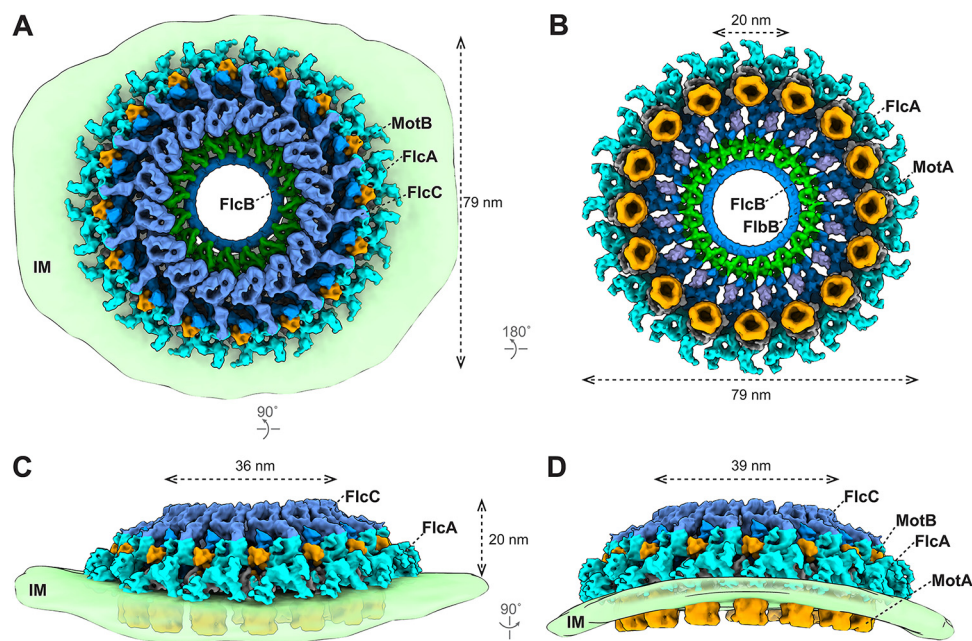 A
B
20 nm
MotB
FlcA
FlcC
FlcB
79 nm
IM
FlcA
MotA
FlcB
FlbB
180°
79 nm
90°
C
D
36 nm
39 nm
FlcC
FlcA
20 nm
IM
90°
FlcC
MotB
FlcA
MotA
IM